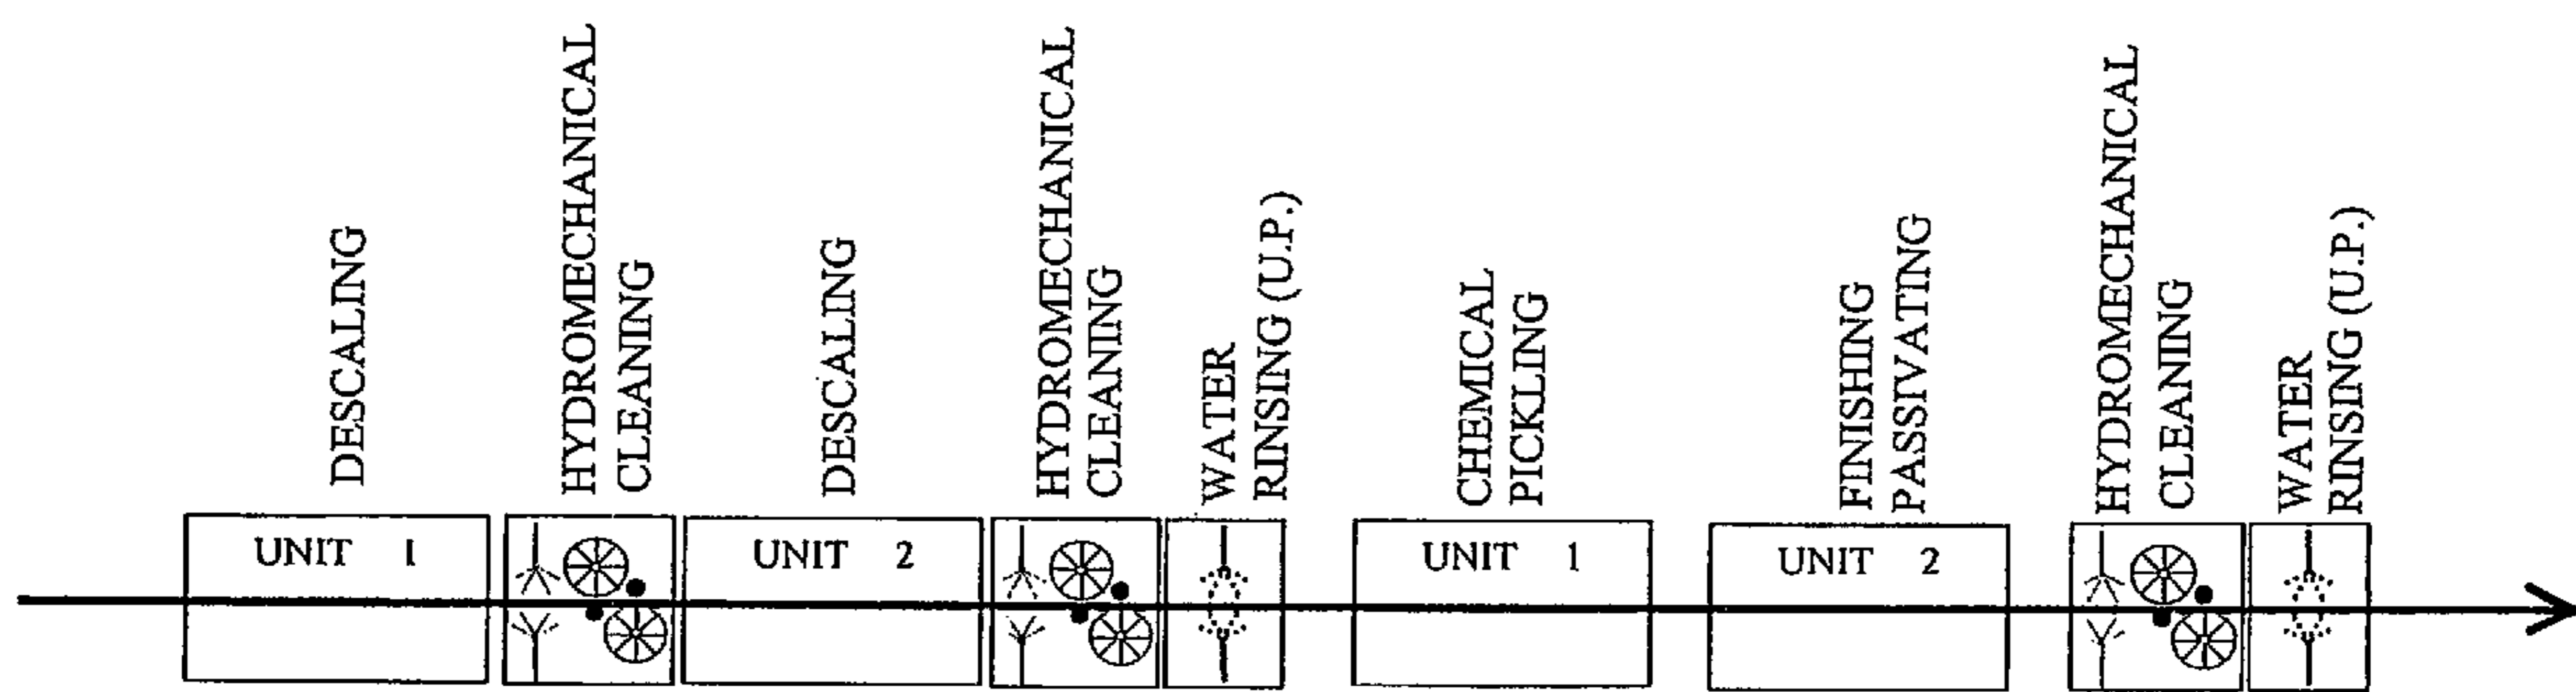 DESCALING
HYDROMECHANICAL
CLEANING
DESCALING
HYDROMECHANICAL
CLEANING
WATER
RINSING (U.P.)
CHEMICAL
PICKLING
FINISHING
PASSIVATING
HYDROMECHANICAL
CLEANING
WATER
RINSING (U.P.)
UNIT 1
UNIT 2
UNIT 1
UNIT 2